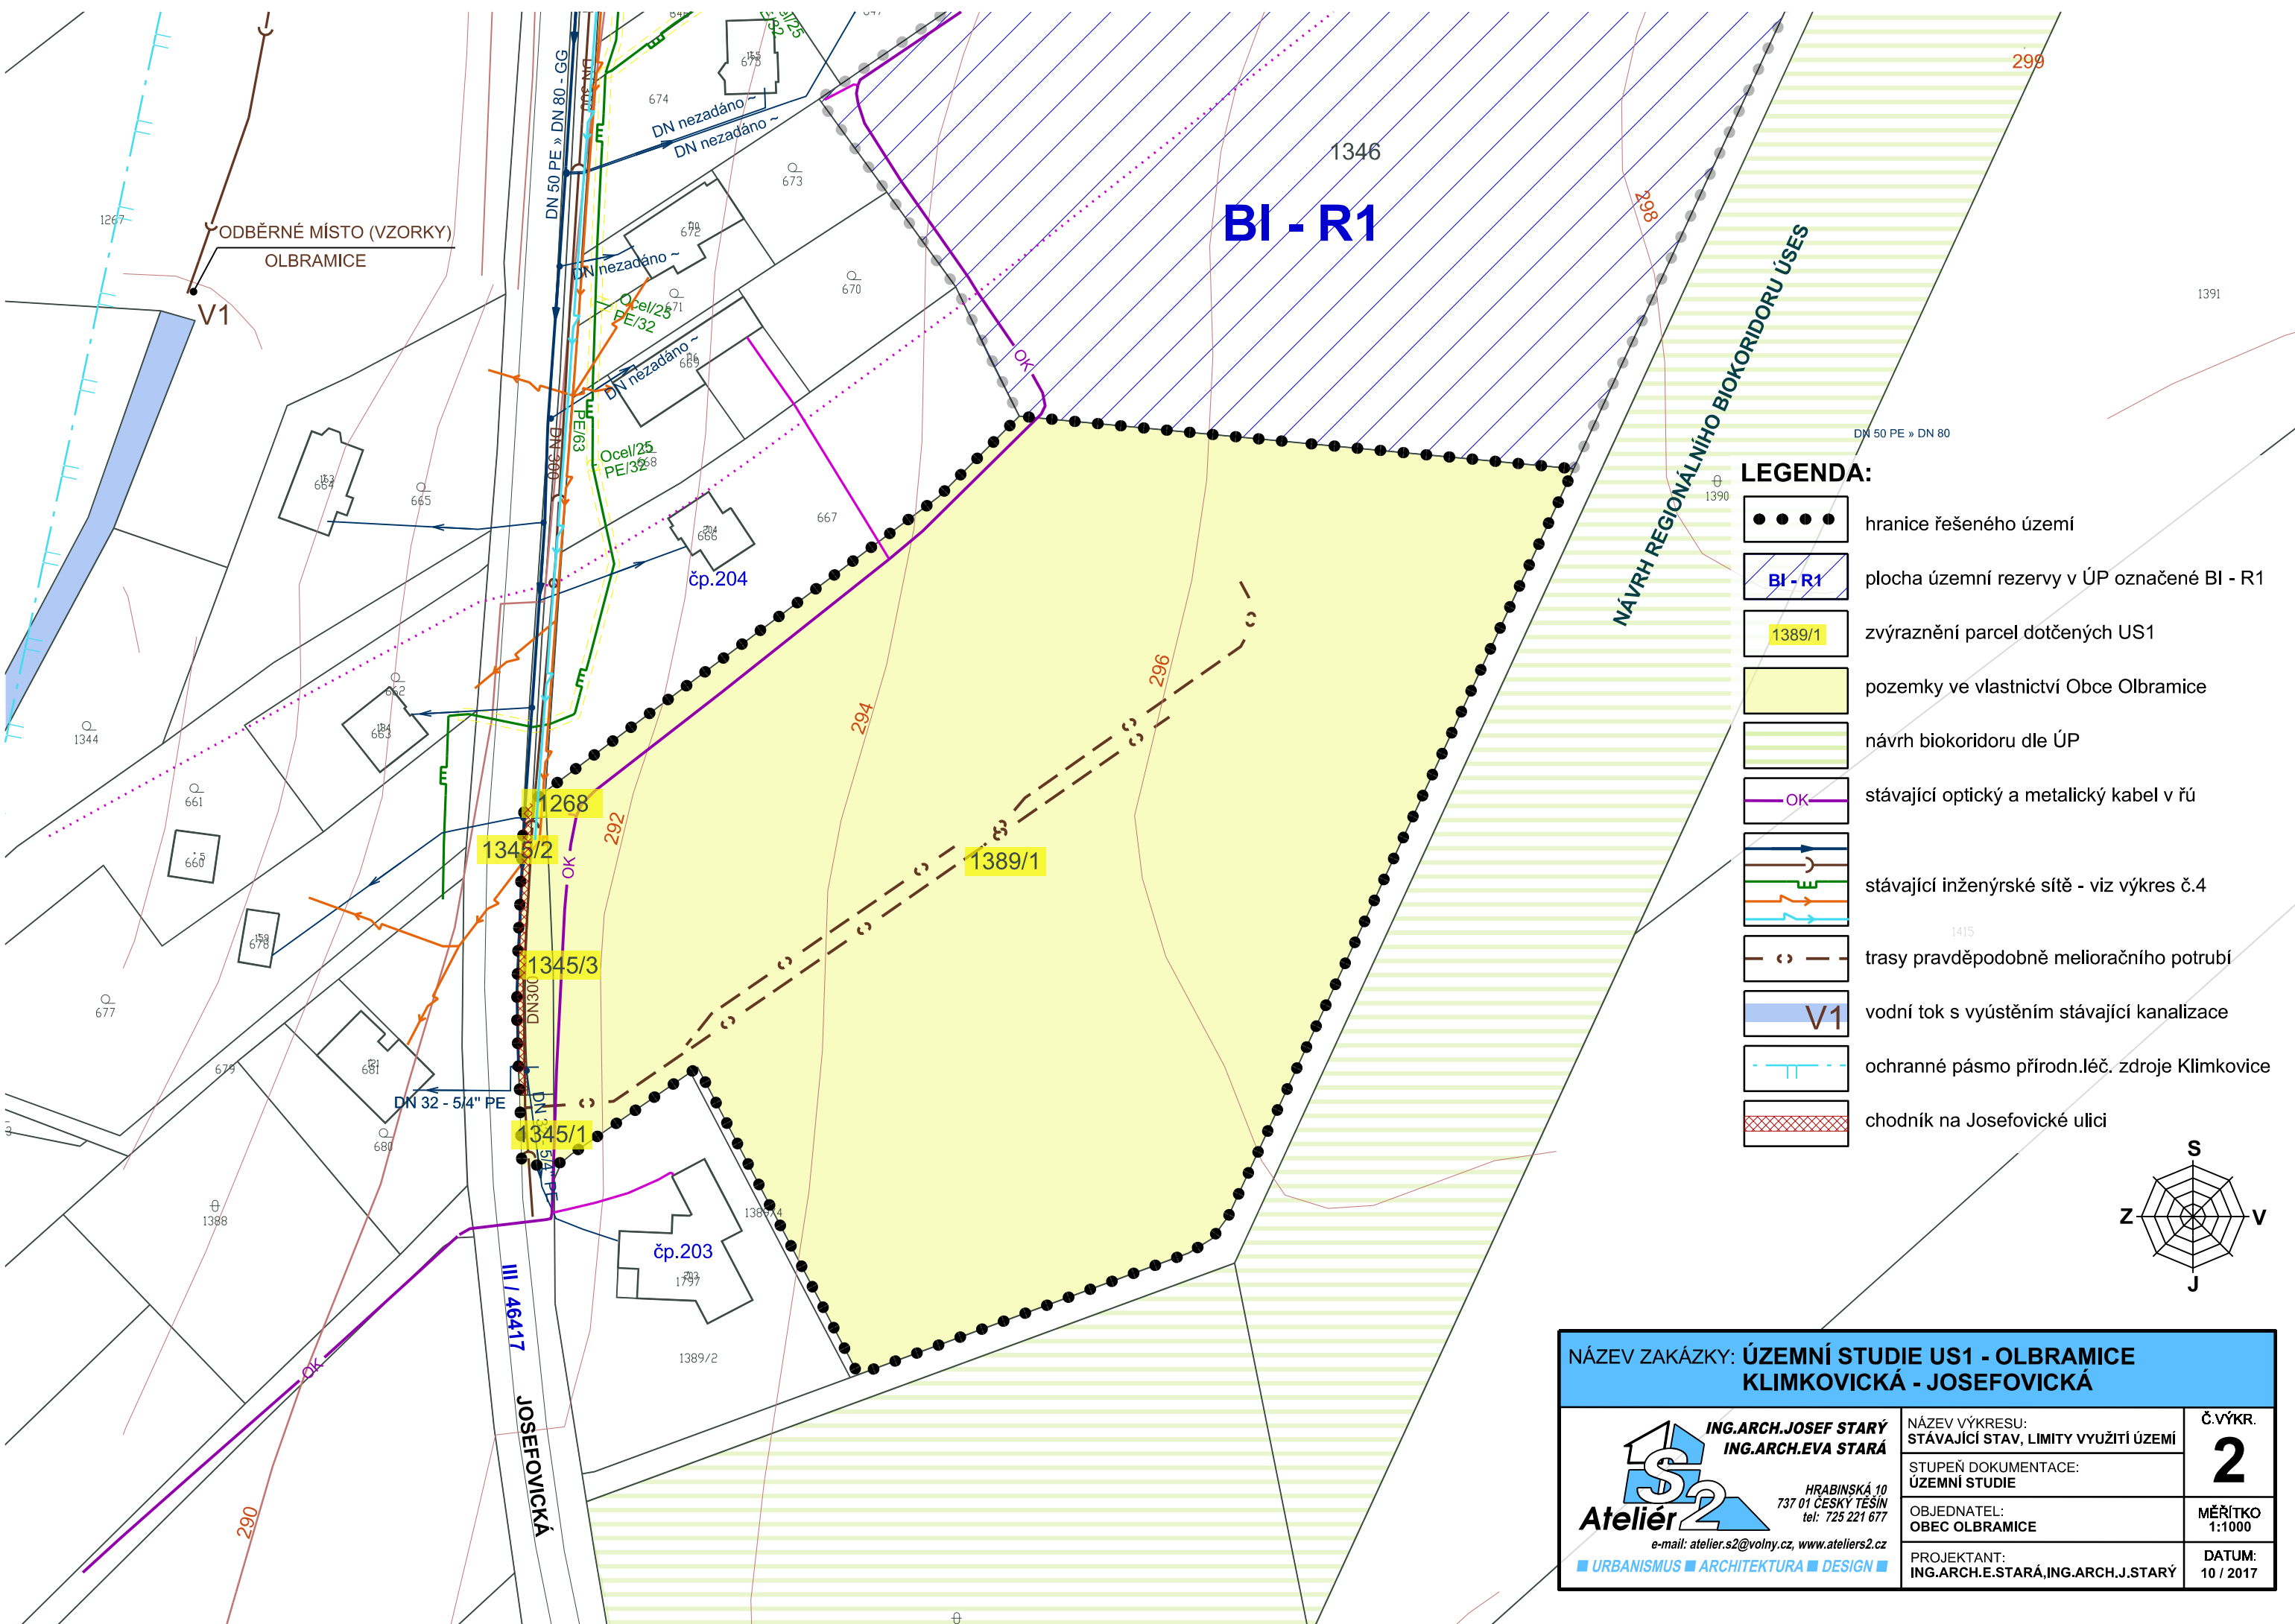 299
1346
BI - R1
298
NÁVRH REGIONÁLNÍHO BIOKORIDORU ÚSES
1391
DN 50 PE » DN 80
1390
1415
1267
ODBĚRNÉ MÍSTO (VZORKY)
OLBRAMICE
V1
DN 50 PE » DN 80 - GG
DN 300
674
675
DN nezadáno ~
DN nezadáno ~
673
672
DN nezadáno ~
671
Ocel/25
PE/32
670
669
DN nezadáno ~
PE/63
DN 300
Ocel/25
PE/32
668
667
666
čp.204
664
665
662
663
1344
661
660
678
677
679
681
680
1388
DN 32 - 5/4" PE
1268
1345/2
OK
OK
292
294
296
1389/1
1345/3
DN300
1345/1
1389/4
čp.203
1797
1389/2
III / 46417
JOSEFOVICKÁ
OK
290
LEGENDA:
hranice řešeného území
BI - R1
plocha územní rezervy v ÚP označené BI - R1
1389/1
zvýraznění parcel dotčených US1
pozemky ve vlastnictví Obce Olbramice
návrh biokoridoru dle ÚP
OK
stávající optický a metalický kabel v řú
stávající inženýrské sítě - viz výkres č.4
trasy pravděpodobně melioračního potrubí
V1
vodní tok s vyústěním stávající kanalizace
ochranné pásmo přírodn.léč. zdroje Klimkovice
chodník na Josefovické ulici
S
Z
V
J
NÁZEV ZAKÁZKY: ÚZEMNÍ STUDIE US1 - OLBRAMICE
KLIMKOVICKÁ - JOSEFOVICKÁ
ING.ARCH.JOSEF STARÝ
ING.ARCH.EVA STARÁ
HRABINSKÁ 10
737 01 ČESKÝ TĚŠÍN
tel: 725 221 677
Ateliér S2
e-mail: atelier.s2@volny.cz, www.ateliers2.cz
URBANISMUS ARCHITEKTURA DESIGN
NÁZEV VÝKRESU:
STÁVAJÍCÍ STAV, LIMITY VYUŽITÍ ÚZEMÍ
STUPEŇ DOKUMENTACE:
ÚZEMNÍ STUDIE
OBJEDNATEL:
OBEC OLBRAMICE
PROJEKTANT:
ING.ARCH.E.STARÁ,ING.ARCH.J.STARÝ
Č.VÝKR.
2
MĚŘÍTKO
1:1000
DATUM:
10 / 2017